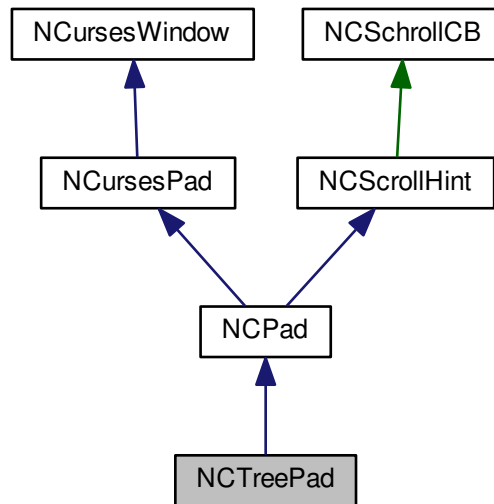 NCursesWindow
NCSchrollCB
NCursesPad
NCScrollHint
NCPad
NCTreePad